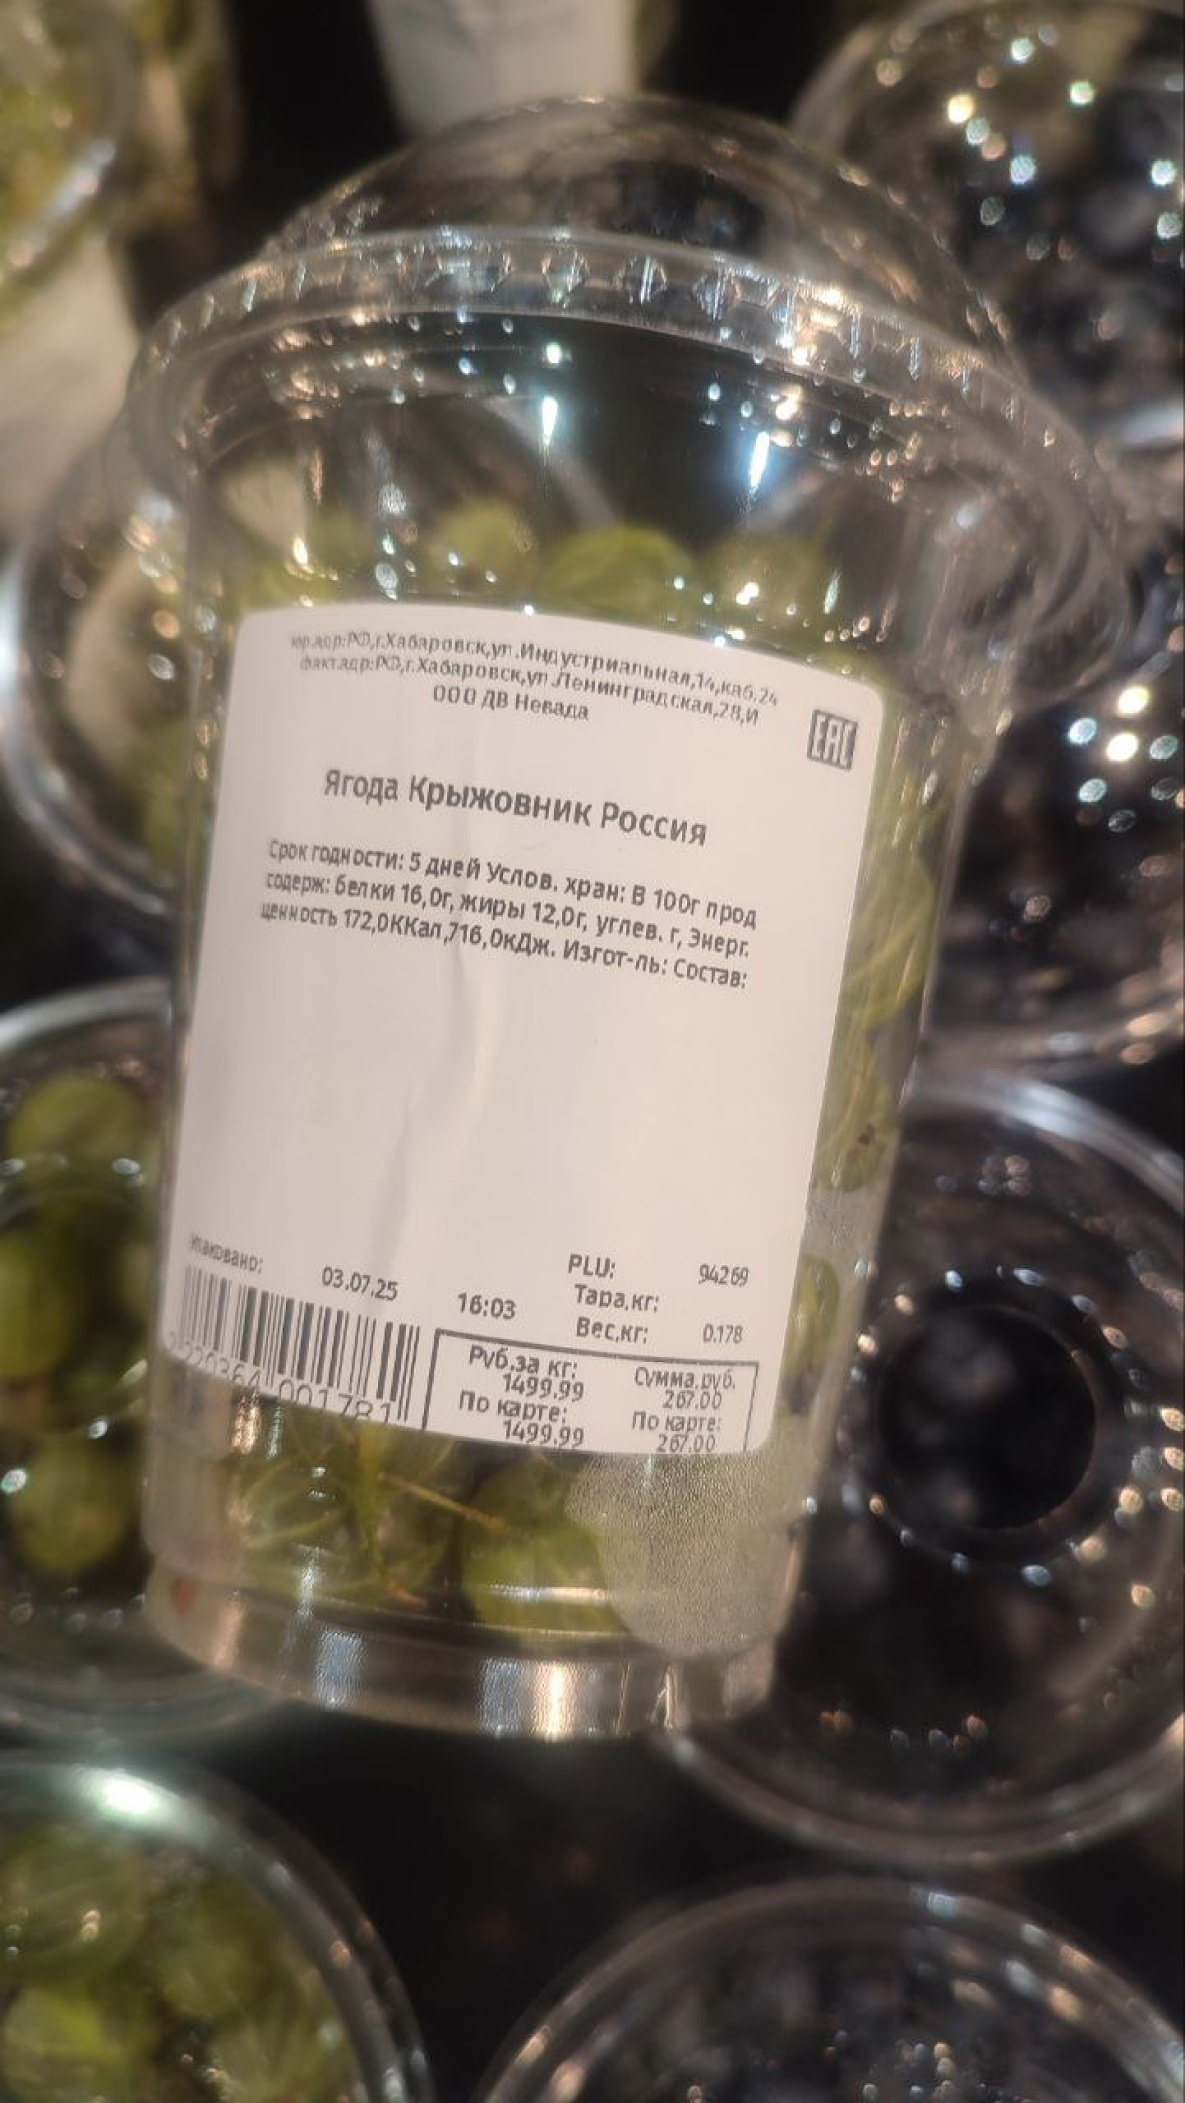 юр.адр:РФ,г.Хабаровск,ул.Индустриальная,14,каб.24
факт.адр:РФ,г.Хабаровск,ул.Ленинградская,28,И
ООО ДВ Невада
EAC
Ягода Крыжовник Россия
Срок годности: 5 дней Услов. хран: В 100г прод
содерж: белки 16,0г, жиры 12,0г, углев. г, Энерг.
ценность 172,0ККал,716,0кДж. Изгот-ль: Состав:
Упаковано: 03.07.25 16:03
PLU: 94269
Тара,кг:
Вес,кг: 0.178
Руб.за кг: 1499.99
Сумма,руб. 267.00
По карте: 1499.99
По карте: 267.00